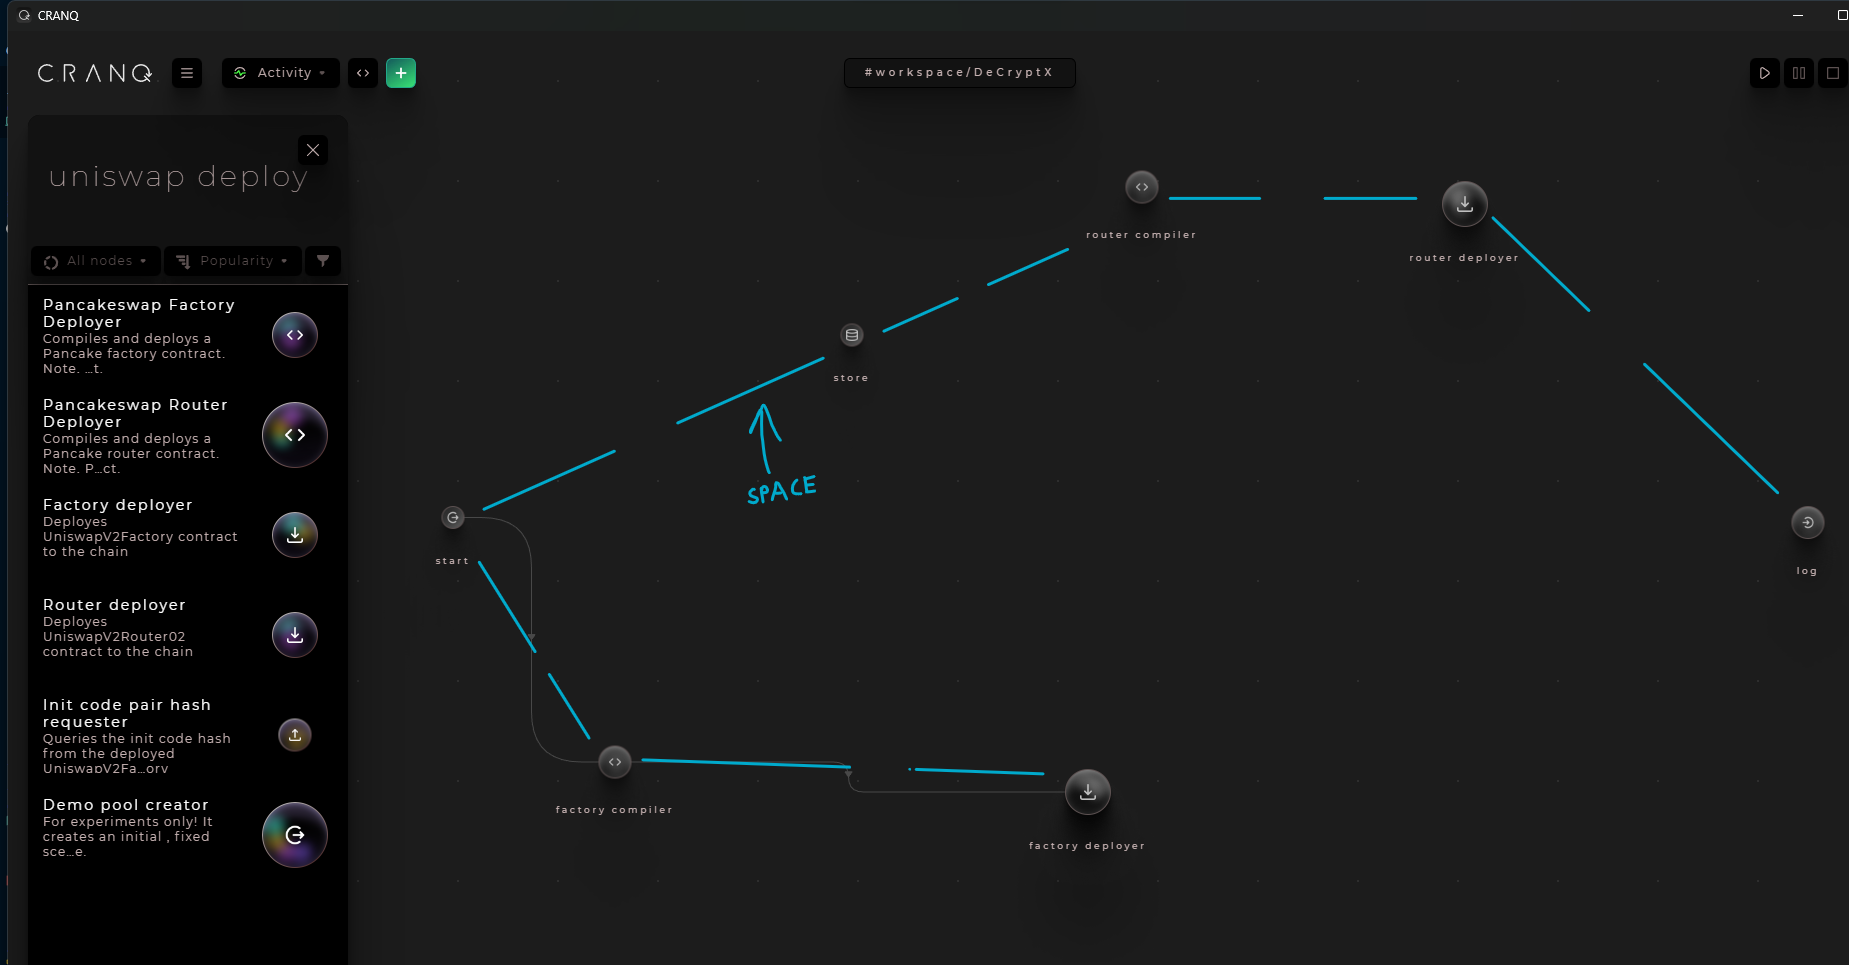 CRANQ
CRANQ
Activity
#workspace/DeCryptX
uniswap deploy
All nodes
Popularity
Pancakeswap Factory
Deployer
Compiles and deploys a
Pancake factory contract.
Note. ...t.
Pancakeswap Router
Deployer
Compiles and deploys a
Pancake router contract.
Note. P...ct.
Factory deployer
Deployes
UniswapV2Factory contract
to the chain
Router deployer
Deployes
UniswapV2Router02
contract to the chain
Init code pair hash
requester
Queries the init code hash
from the deployed
UniswapV2Fa...ory
Demo pool creator
For experiments only! It
creates an initial , fixed
sce...e.
router compiler
router deployer
store
SPACE
start
log
factory compiler
factory deployer